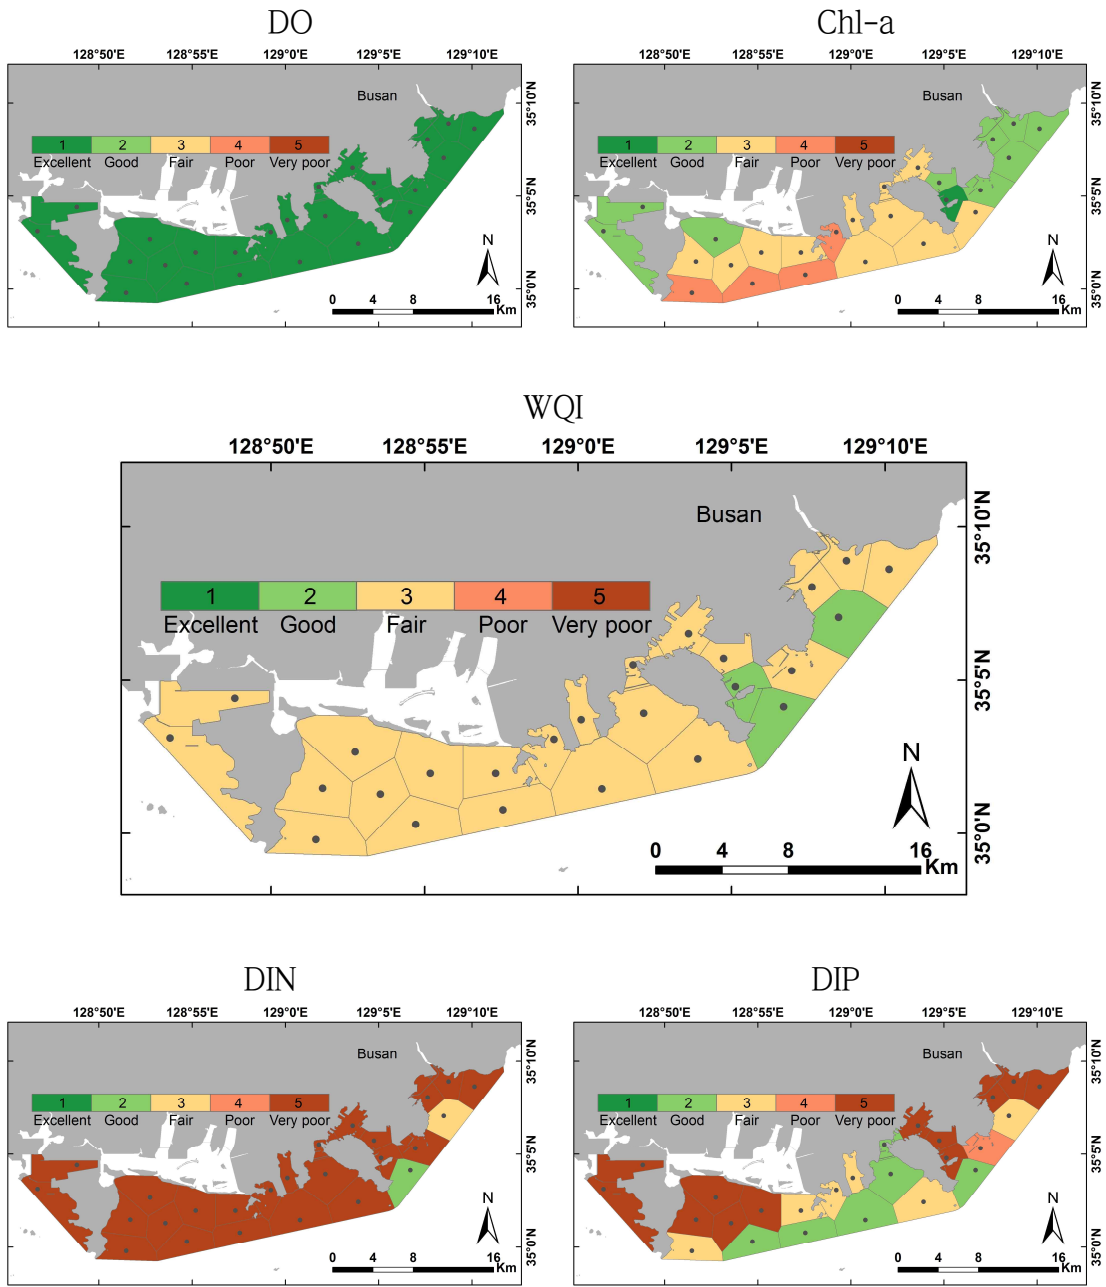 DO
128°50'E 128°55'E 129°0'E 129°5'E 129°10'E
Busan
35°10'N
1 2 3 4 5
Excellent Good Fair Poor Very poor
35°5'N
N
35°0'N
0 4 8 16
Km
Chl-a
128°50'E 128°55'E 129°0'E 129°5'E 129°10'E
Busan
35°10'N
1 2 3 4 5
Excellent Good Fair Poor Very poor
35°5'N
N
35°0'N
0 4 8 16
Km
WQI
128°50'E 128°55'E 129°0'E 129°5'E 129°10'E
Busan
35°10'N
1 2 3 4 5
Excellent Good Fair Poor Very poor
35°5'N
N
35°0'N
0 4 8 16
Km
DIN
128°50'E 128°55'E 129°0'E 129°5'E 129°10'E
Busan
35°10'N
1 2 3 4 5
Excellent Good Fair Poor Very poor
35°5'N
N
35°0'N
0 4 8 16
Km
DIP
128°50'E 128°55'E 129°0'E 129°5'E 129°10'E
Busan
35°10'N
1 2 3 4 5
Excellent Good Fair Poor Very poor
35°5'N
N
35°0'N
0 4 8 16
Km